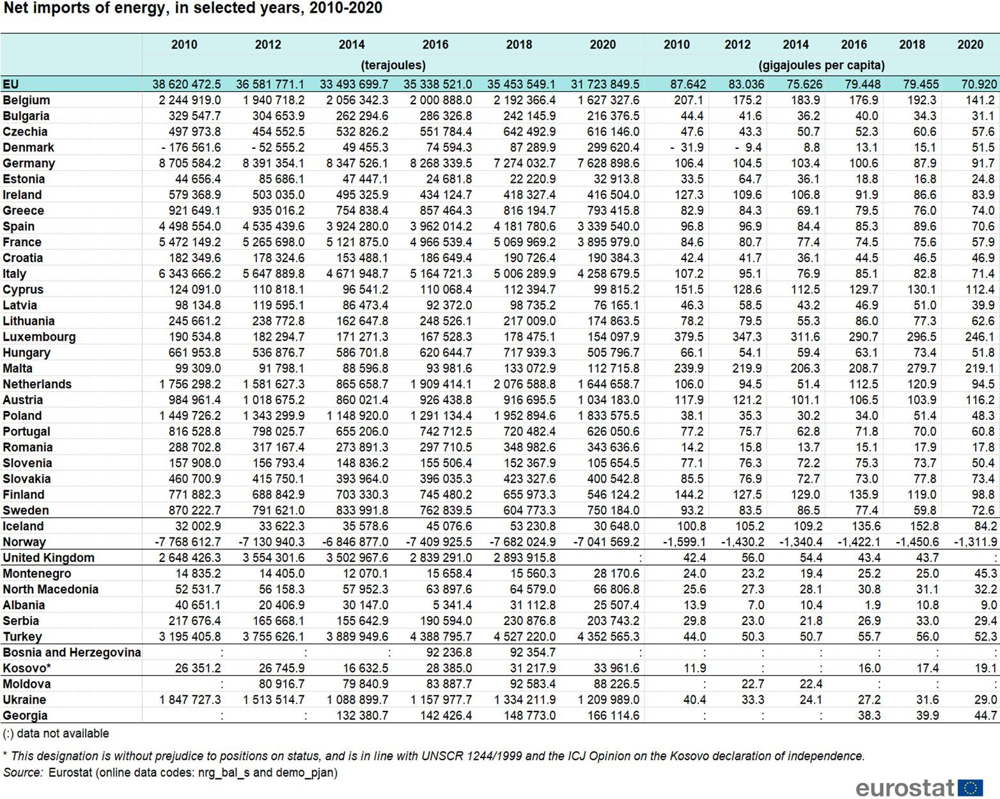 Net imports of energy, in selected years, 2010-2020
2010 2012 2014 2016 2018 2020 2010 2012 2014 2016 2018 2020
(terajoules) (gigajoules per capita)
EU 38 620 472.5 36 581 771.1 33 493 699.7 35 338 521.0 35 453 549.1 31 723 849.5 87.642 83.036 75.626 79.448 79.455 70.920
Belgium 2 244 919.0 1 940 718.2 2 056 342.3 2 000 888.0 2 192 366.4 1 627 327.6 207.1 175.2 183.9 176.9 192.3 141.2
Bulgaria 329 547.7 304 653.9 262 294.6 286 326.8 242 145.9 216 376.5 44.4 41.6 36.2 40.0 34.3 31.1
Czechia 497 973.8 454 552.5 532 826.2 551 784.4 642 492.9 616 146.0 47.6 43.3 50.7 52.3 60.6 57.6
Denmark - 176 561.6 - 52 555.2 49 455.3 74 594.3 87 289.9 299 620.4 - 31.9 - 9.4 8.8 13.1 15.1 51.5
Germany 8 705 584.2 8 391 354.1 8 347 526.1 8 268 339.5 7 274 032.7 7 628 898.6 106.4 104.5 103.4 100.6 87.9 91.7
Estonia 44 656.4 85 686.1 47 447.1 24 681.8 22 220.9 32 913.8 33.5 64.7 36.1 18.8 16.8 24.8
Ireland 579 368.9 503 035.0 495 325.9 434 124.7 418 327.4 416 504.0 127.3 109.6 106.8 91.9 86.6 83.9
Greece 921 649.1 935 016.2 754 838.4 857 464.3 816 194.7 793 415.8 82.9 84.3 69.1 79.5 76.0 74.0
Spain 4 498 554.0 4 535 439.6 3 924 280.0 3 962 014.2 4 181 780.6 3 339 540.0 96.8 96.9 84.4 85.3 89.6 70.6
France 5 472 149.2 5 265 698.0 5 121 875.0 4 966 539.4 5 069 969.2 3 895 979.0 84.6 80.7 77.4 74.5 75.6 57.9
Croatia 182 349.6 178 324.6 153 488.1 186 649.4 190 726.4 190 384.3 42.4 41.7 36.1 44.5 46.5 46.9
Italy 6 343 666.2 5 647 889.8 4 671 948.7 5 164 721.3 5 006 289.9 4 258 679.5 107.2 95.1 76.9 85.1 82.8 71.4
Cyprus 124 091.0 110 818.1 96 541.2 110 068.4 112 394.7 99 815.2 151.5 128.6 112.5 129.7 130.1 112.4
Latvia 98 134.8 119 595.1 86 473.4 92 372.0 98 735.2 76 165.1 46.3 58.5 43.2 46.9 51.0 39.9
Lithuania 245 661.2 238 772.8 162 647.8 248 526.1 217 009.0 174 863.5 78.2 79.5 55.3 86.0 77.3 62.6
Luxembourg 190 534.8 182 294.7 171 271.3 167 528.3 178 475.1 154 097.9 379.5 347.3 311.6 290.7 296.5 246.1
Hungary 661 953.8 536 876.7 586 701.8 620 644.7 717 939.3 505 796.7 66.1 54.1 59.4 63.1 73.4 51.8
Malta 99 309.0 91 798.1 88 596.8 93 981.6 133 072.9 112 715.8 239.9 219.9 206.3 208.7 279.7 219.1
Netherlands 1 756 298.2 1 581 627.3 865 658.7 1 909 414.1 2 076 588.8 1 644 658.7 106.0 94.5 51.4 112.5 120.9 94.5
Austria 984 961.4 1 018 675.2 860 021.4 926 438.8 916 695.5 1 034 183.0 117.9 121.2 101.1 106.5 103.9 116.2
Poland 1 449 726.2 1 343 299.9 1 148 920.0 1 291 134.4 1 952 894.6 1 833 575.5 38.1 35.3 30.2 34.0 51.4 48.3
Portugal 816 528.8 798 025.7 655 206.0 742 712.5 720 482.4 626 050.6 77.2 75.7 62.8 71.8 70.0 60.8
Romania 288 702.8 317 167.4 273 891.3 297 710.5 348 982.6 343 636.6 14.2 15.8 13.7 15.1 17.9 17.8
Slovenia 157 908.0 156 793.4 148 836.2 155 506.4 152 367.9 105 654.5 77.1 76.3 72.2 75.3 73.7 50.4
Slovakia 460 700.9 415 750.1 393 964.0 396 035.3 423 327.6 400 542.8 85.5 76.9 72.7 73.0 77.8 73.4
Finland 771 882.3 688 842.9 703 330.3 745 480.2 655 973.3 546 124.2 144.2 127.5 129.0 135.9 119.0 98.8
Sweden 870 222.7 791 621.0 833 991.8 762 839.5 604 773.3 750 184.0 93.2 83.5 86.5 77.4 59.8 72.6
Iceland 32 002.9 33 622.3 35 578.6 45 076.6 53 230.8 30 648.0 100.8 105.2 109.2 135.6 152.8 84.2
Norway -7 768 612.7 -7 130 940.3 -6 846 877.0 -7 409 925.5 -7 682 024.9 -7 041 569.2 -1,599.1 -1,430.2 -1,340.4 -1,422.1 -1,450.6 -1,311.9
United Kingdom 2 648 426.3 3 554 301.6 3 502 967.6 2 839 291.0 2 893 915.8 : 42.4 56.0 54.4 43.4 43.7 :
Montenegro 14 835.2 14 405.0 12 070.1 15 658.4 15 560.3 28 170.6 24.0 23.2 19.4 25.2 25.0 45.3
North Macedonia 52 531.7 56 158.3 57 952.3 63 897.6 64 579.0 66 806.8 25.6 27.3 28.1 30.8 31.1 32.2
Albania 40 651.1 20 406.9 30 147.0 5 341.4 31 112.8 25 507.4 13.9 7.0 10.4 1.9 10.8 9.0
Serbia 217 676.4 165 668.1 155 642.9 190 594.0 230 876.8 203 743.2 29.8 23.0 21.8 26.9 33.0 29.4
Turkey 3 195 405.8 3 755 626.1 3 889 949.6 4 388 795.7 4 527 220.0 4 352 565.3 44.0 50.3 50.7 55.7 56.0 52.3
Bosnia and Herzegovina : : : 92 236.8 92 354.7 : : : : : : :
Kosovo* 26 351.2 26 745.9 16 632.5 28 385.0 31 217.9 33 961.6 11.9 : : 16.0 17.4 19.1
Moldova : 80 916.7 79 840.9 83 887.7 92 583.4 88 226.5 : 22.7 22.4 : : :
Ukraine 1 847 727.3 1 513 514.7 1 088 899.7 1 157 977.7 1 334 211.9 1 209 989.0 40.4 33.3 24.1 27.2 31.6 29.0
Georgia : : 132 380.7 142 426.4 148 773.0 166 114.6 : : : 38.3 39.9 44.7
(:) data not available
* This designation is without prejudice to positions on status, and is in line with UNSCR 1244/1999 and the ICJ Opinion on the Kosovo declaration of independence.
Source: Eurostat (online data codes: nrg_bal_s and demo_pjan)
eurostat